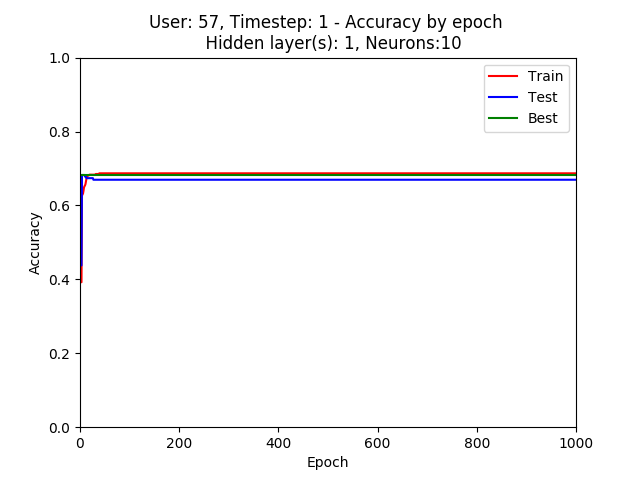 User: 57, Timestep: 1 - Accuracy by epoch
Hidden layer(s): 1, Neurons:10
Train
Test
Best
1.0
0.8
0.6
0.4
0.2
0.0
Accuracy
0 200 400 600 800 1000
Epoch